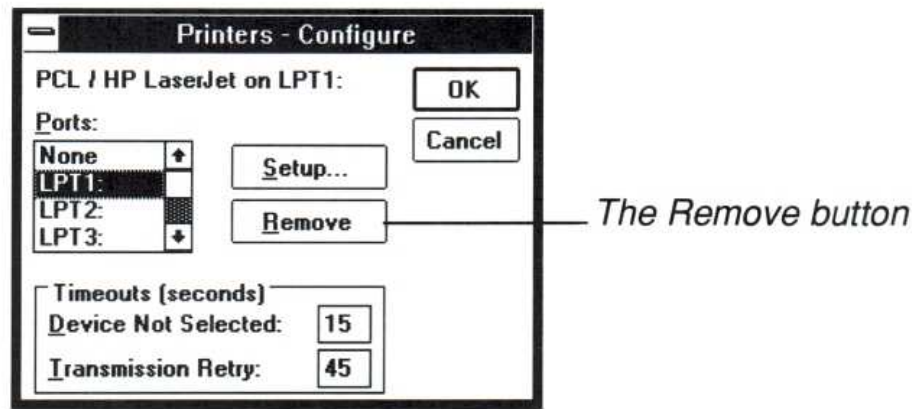 Printers - Configure
PCL / HP LaserJet on LPT1:
OK
Cancel
Ports:
None
LPT1:
LPT2:
LPT3:
Setup...
Remove
The Remove button
Timeouts (seconds)
Device Not Selected: 15
Transmission Retry: 45